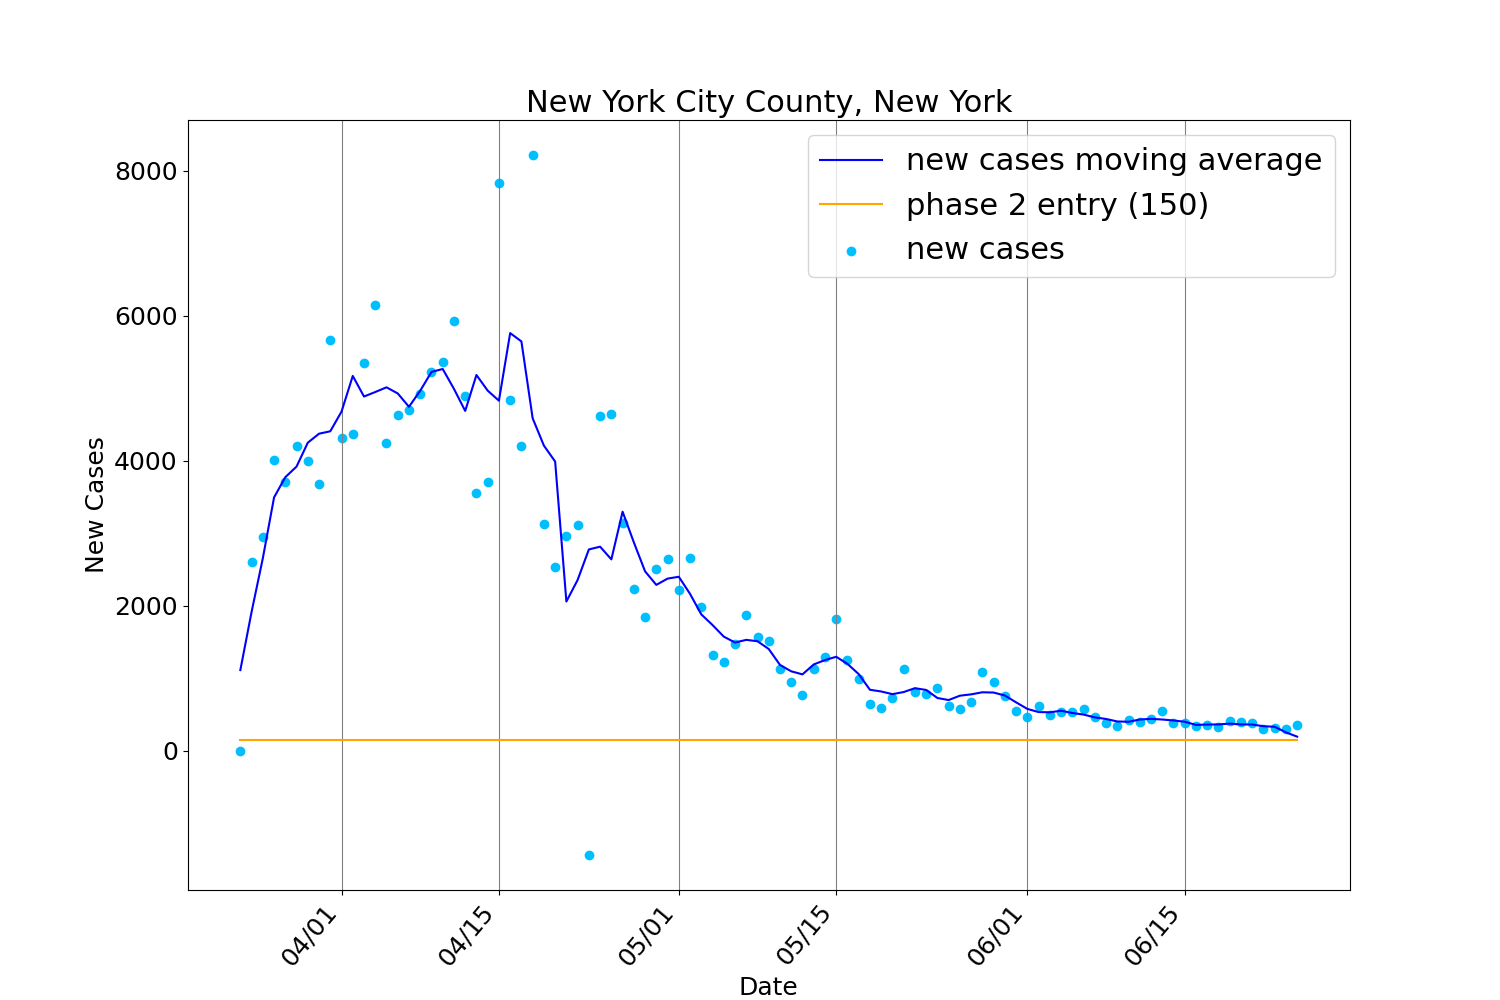 New York City County, New York
new cases moving average
phase 2 entry (150)
new cases
8000
6000
4000
2000
0
New Cases
04/01
04/15
05/01
05/15
06/01
06/15
Date